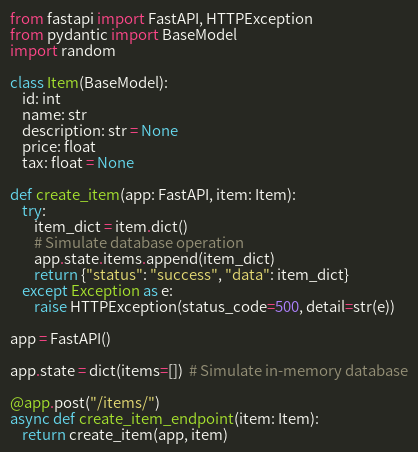 from fastapi import FastAPI, HTTPException
from pydantic import BaseModel
import random

class Item(BaseModel):
    id: int
    name: str
    description: str = None
    price: float
    tax: float = None

def create_item(app: FastAPI, item: Item):
    try:
        item_dict = item.dict()
        # Simulate database operation
        app.state.items.append(item_dict)
        return {"status": "success", "data": item_dict}
    except Exception as e:
        raise HTTPException(status_code=500, detail=str(e))

app = FastAPI()

app.state = dict(items=[])  # Simulate in-memory database

@app.post("/items/")
async def create_item_endpoint(item: Item):
    return create_item(app, item)